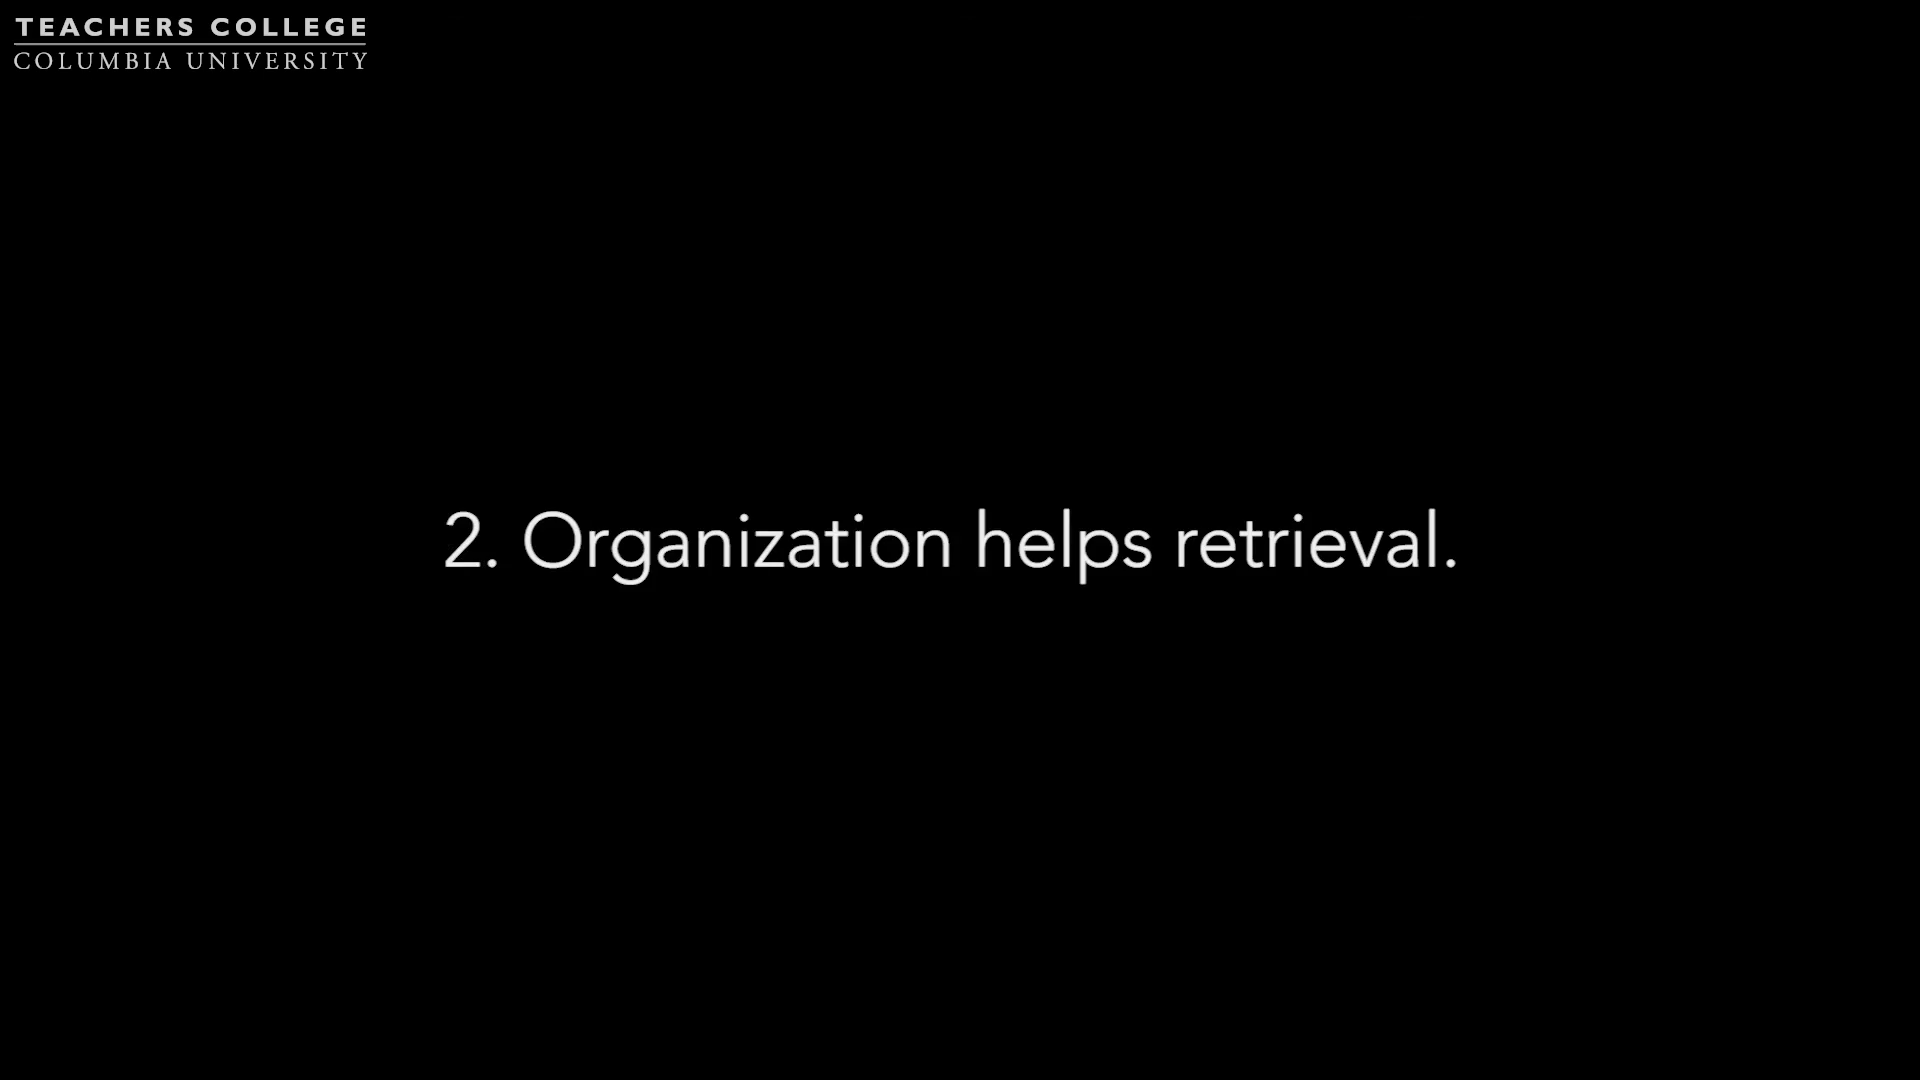 TEACHERS COLLEGE
COLUMBIA UNIVERSITY
2. Organization helps retrieval.